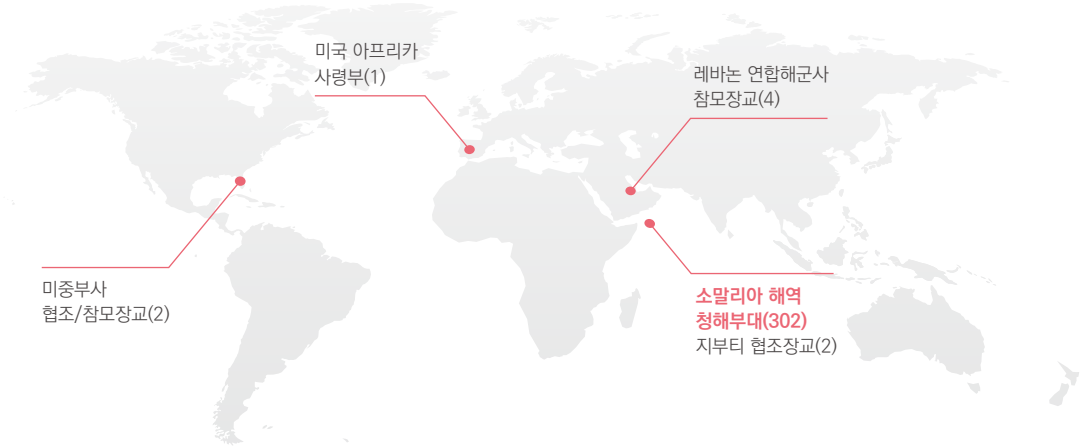 미국 아프리카
사령부(1)
레바논 연합해군사
참모장교(4)
미중부사
협조/참모장교(2)
소말리아 해역
청해부대(302)
지부티 협조장교(2)